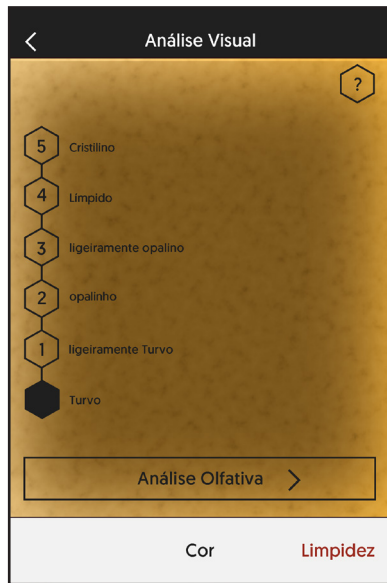 Análise Visual
?
5 Cristilino
4 Limpido
3 ligeiramente opalino
2 opalinho
1 ligeiramente Turvo
Turvo
Análise Olfativa
Cor Limpidez